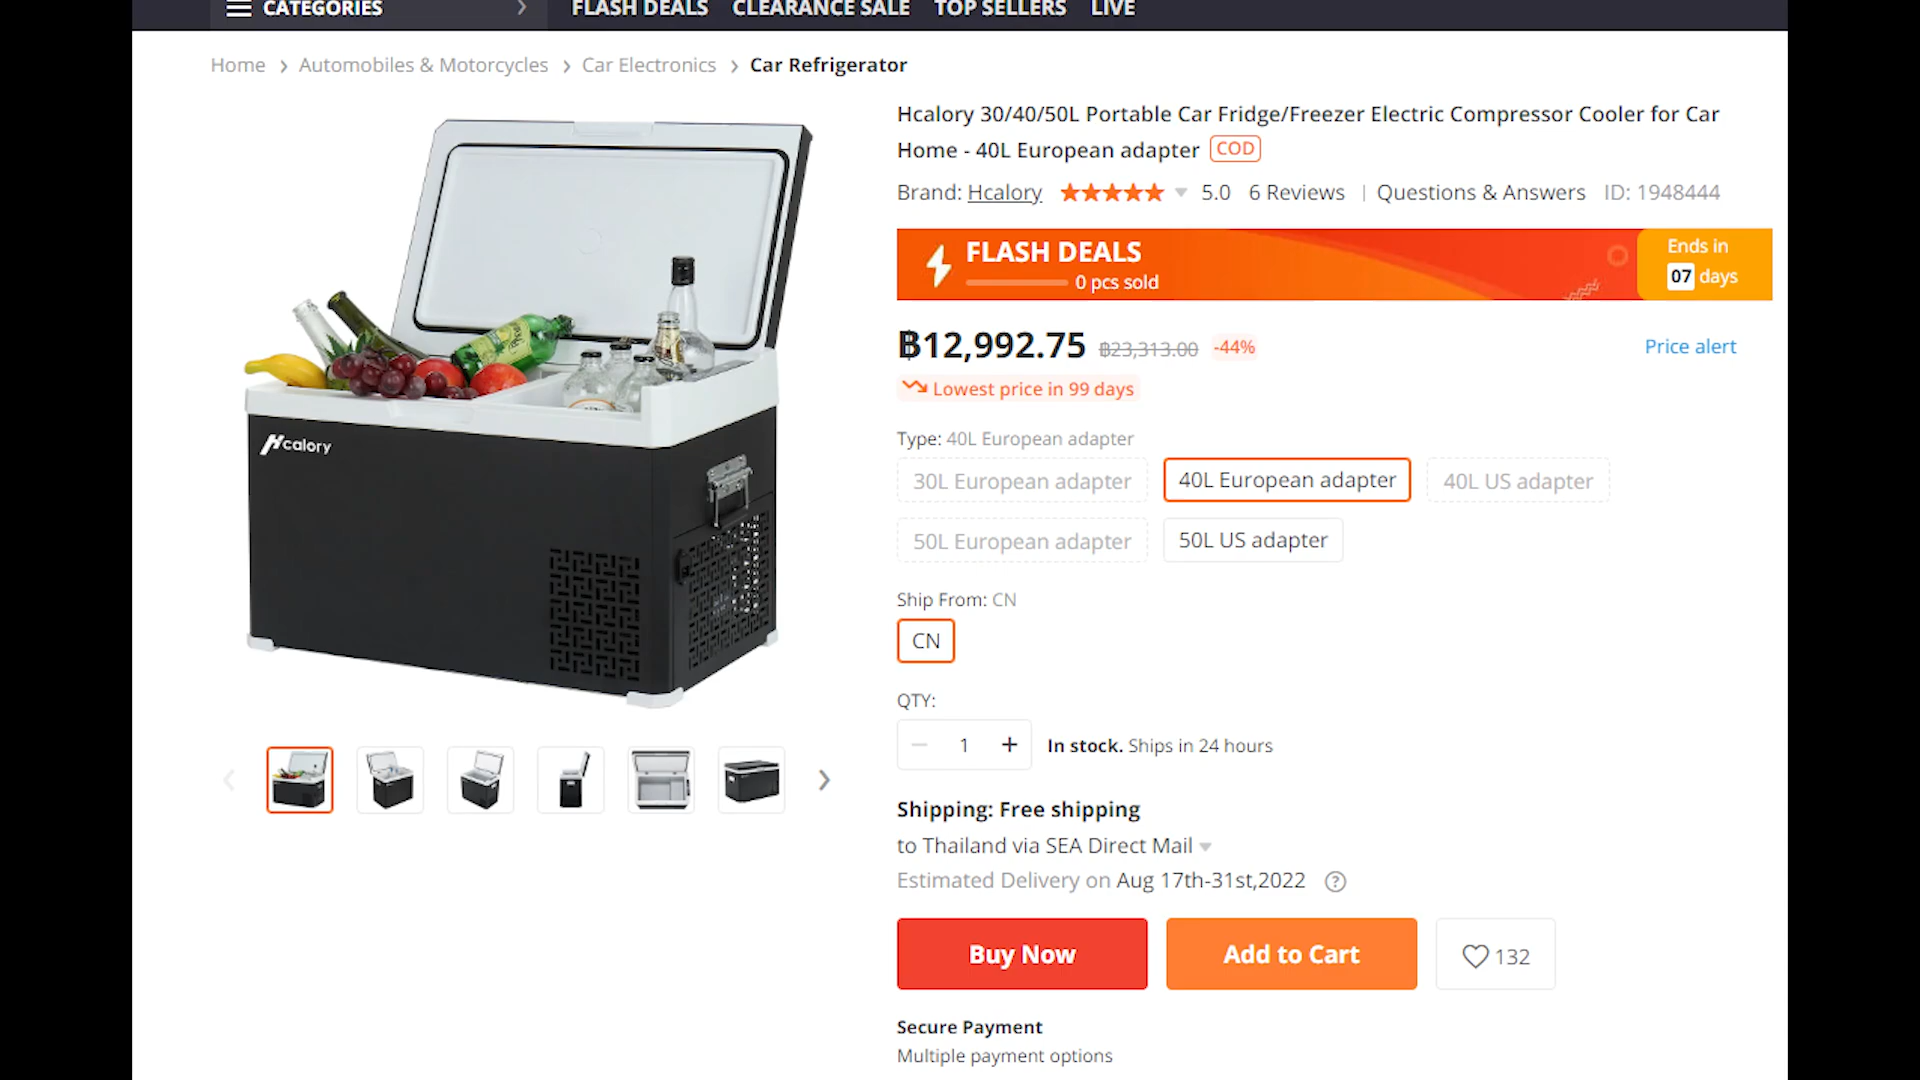 CATEGORIES
FLASH DEALS CLEARANCE SALE TOP SELLERS LIVE
Home > Automobiles & Motorcycles > Car Electronics > Car Refrigerator
Hcalory 30/40/50L Portable Car Fridge/Freezer Electric Compressor Cooler for Car
Home - 40L European adapter COD
Brand: Hcalory 5.0 6 Reviews | Questions & Answers ID: 1948444
FLASH DEALS
0 pcs sold
Ends in
07 days
฿12,992.75 ฿23,313.00 -44% Price alert
Lowest price in 99 days
Hcalory
Type: 40L European adapter
30L European adapter 40L European adapter 40L US adapter
50L European adapter 50L US adapter
Ship From: CN
CN
QTY:
1 + In stock. Ships in 24 hours
Shipping: Free shipping
to Thailand via SEA Direct Mail
Estimated Delivery on Aug 17th-31st,2022 ?
Buy Now Add to Cart 132
Secure Payment
Multiple payment options